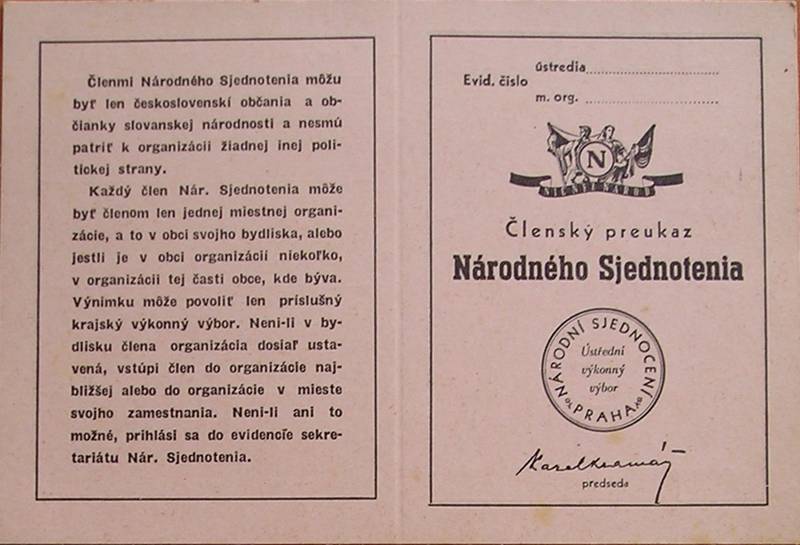 Členmi Národného Sjednotenia môžu
byť len československí občania a ob-
čianky slovanskej národnosti a nesmú
patriť k organizácii žiadnej inej poli-
tickej strany.
Každý člen Nár. Sjednotenia môže
byť členom len jednej miestnej organi-
zácie, a to v obci svojho bydliska, alebo
jestli je v obci organizácií niekoľko,
v organizácii tej časti obce, kde býva.
Výnimku môže povoliť len príslušný
krajský výkonný výbor. Neni-li v by-
dlisku člena organizácia dosiaľ usta-
vená, vstúpi člen do organizácie naj-
bližšej alebo do organizácie v mieste
svojho zamestnania. Neni-li ani to
možné, prihlási sa do evidencie sekre-
tariátu Nár. Sjednotenia.
ústredia
Evid. číslo
m. org.
N
Členský preukaz
Národného Sjednotenia
NÁRODNÍ SJEDNOCENÍ
Ústřední
výkonný
výbor
PRAHA
Karel Kramář
predseda